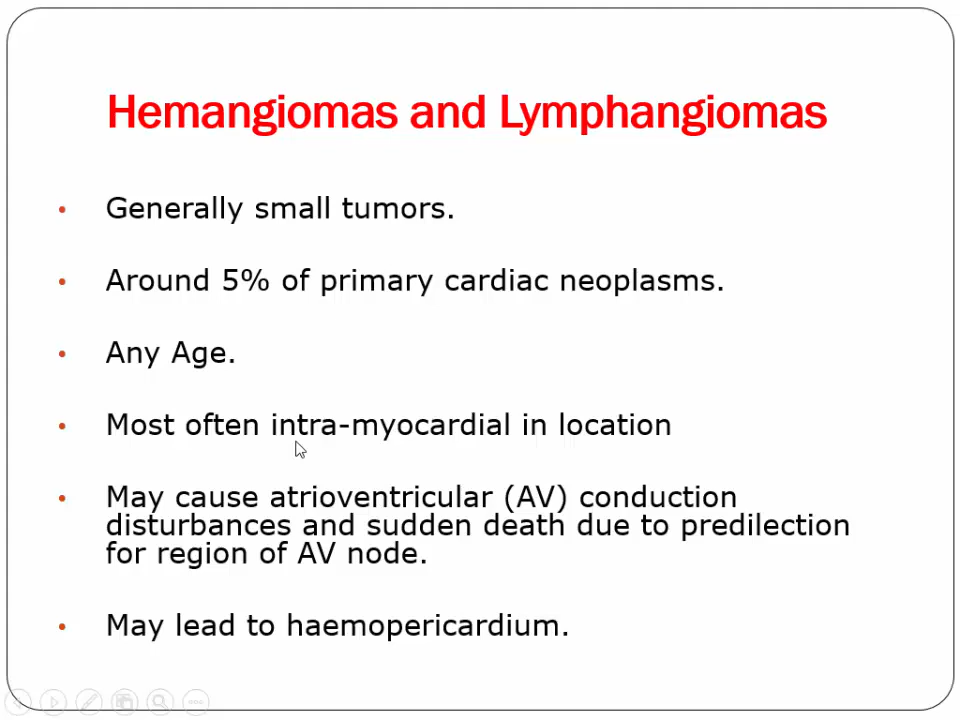 Hemangiomas and Lymphangiomas
• Generally small tumors.
• Around 5% of primary cardiac neoplasms.
• Any Age.
• Most often intra-myocardial in location
• May cause atrioventricular (AV) conduction
disturbances and sudden death due to predilection
for region of AV node.
• May lead to haemopericardium.